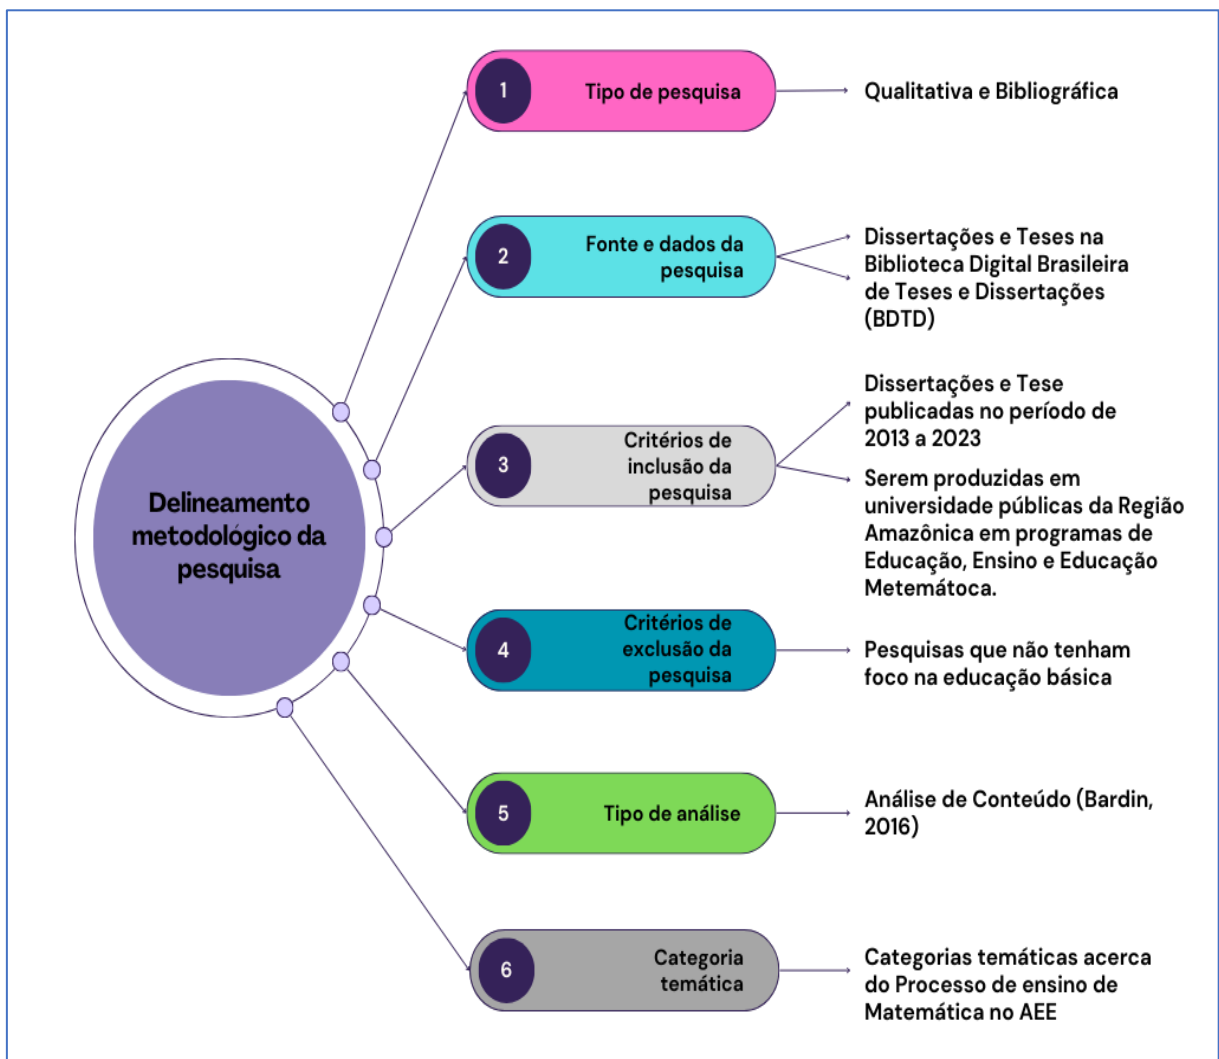 Delineamento
metodológico da
pesquisa
1
Tipo de pesquisa
Qualitativa e Bibliográfica
2
Fonte e dados da
pesquisa
Dissertações e Teses na
Biblioteca Digital Brasileira
de Teses e Dissertações
(BDTD)
3
Critérios de
inclusão da
pesquisa
Dissertações e Tese
publicadas no período de
2013 a 2023
Serem produzidas em
universidade públicas da Região
Amazônica em programas de
Educação, Ensino e Educação
Metemátoca.
4
Critérios de
exclusão da
pesquisa
Pesquisas que não tenham
foco na educação básica
5
Tipo de análise
Análise de Conteúdo (Bardin,
2016)
6
Categoria
temática
Categorias temáticas acerca
do Processo de ensino de
Matemática no AEE